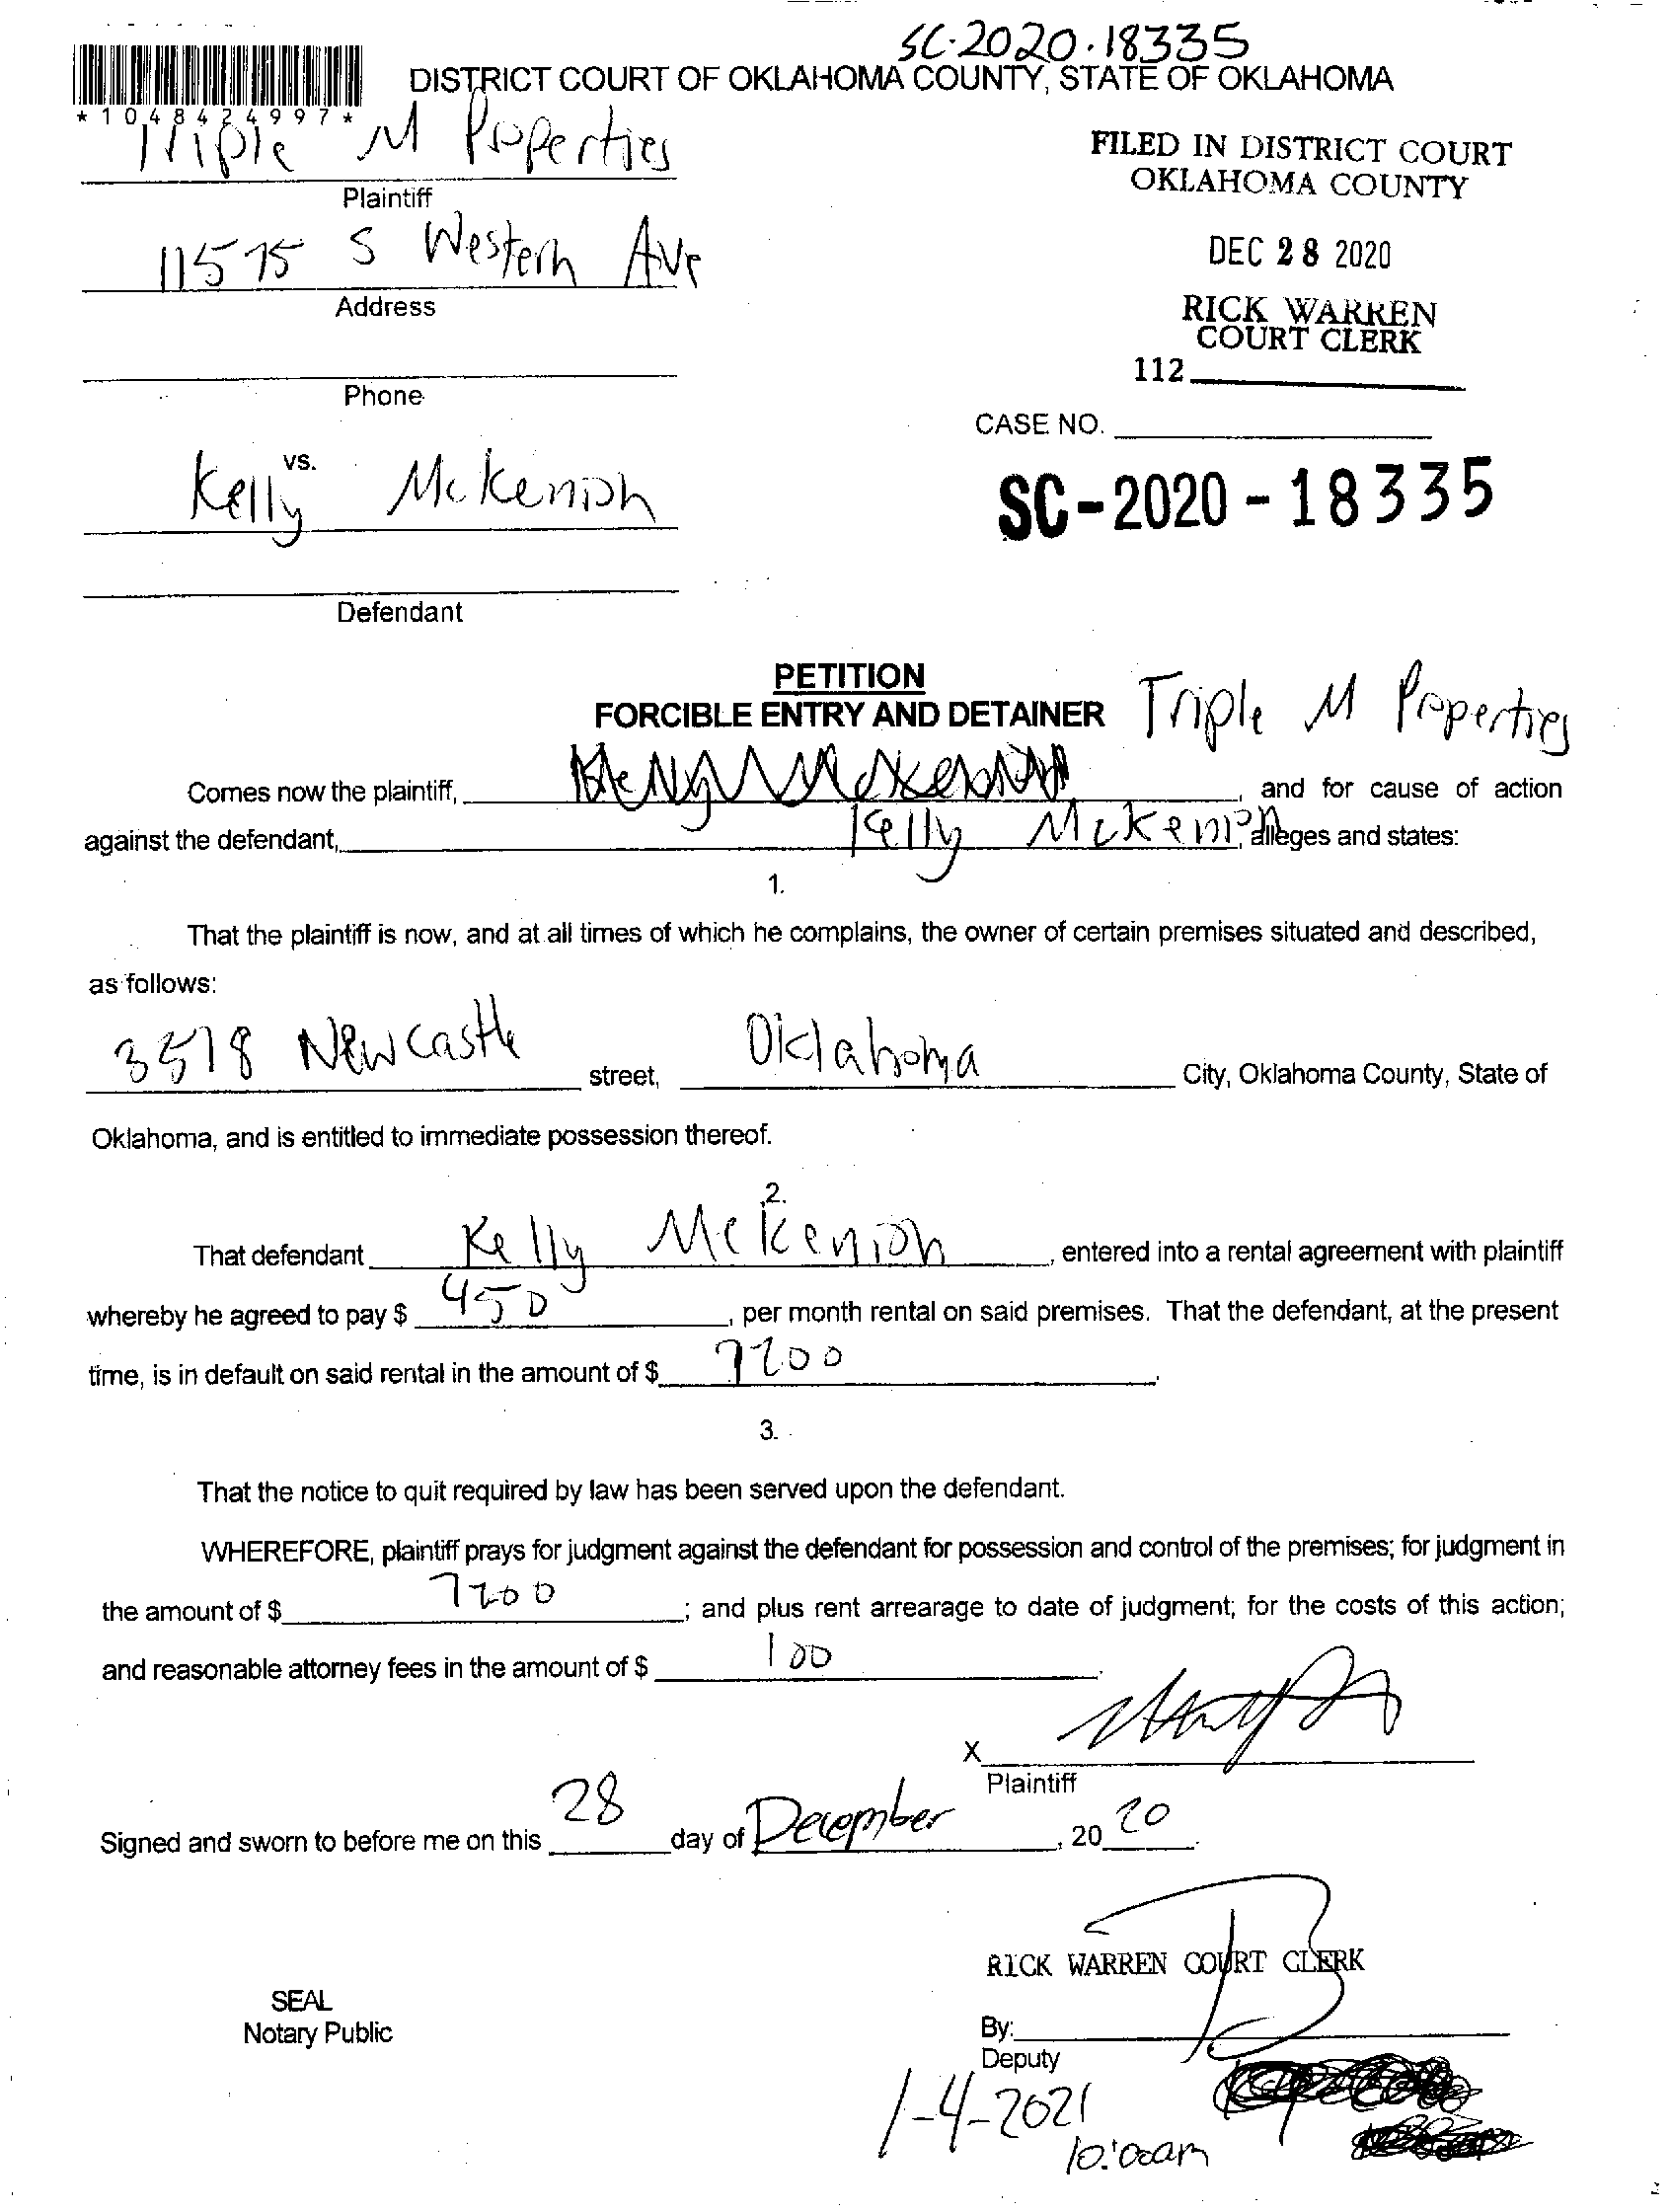 SC-2020-18335
DISTRICT COURT OF OKLAHOMA COUNTY, STATE OF OKLAHOMA
*1048424997*
Triple M Properties
Plaintiff
FILED IN DISTRICT COURT
OKLAHOMA COUNTY
11575 S Western Ave
Address
DEC 28 2020
RICK WARREN
COURT CLERK
112
Phone
CASE NO.
vs.
Kelly McKenion
SC-2020-18335
Defendant
PETITION
FORCIBLE ENTRY AND DETAINER
Triple M Properties
Comes now the plaintiff, , and for cause of action
against the defendant, Kelly McKenion, alleges and states:
1.
That the plaintiff is now, and at all times of which he complains, the owner of certain premises situated and described,
as follows:
3518 Newcastle street, Oklahoma City, Oklahoma County, State of
Oklahoma, and is entitled to immediate possession thereof.
2.
That defendant Kelly McKenion, entered into a rental agreement with plaintiff
whereby he agreed to pay $ 450, per month rental on said premises. That the defendant, at the present
time, is in default on said rental in the amount of $ 7200.
3.
That the notice to quit required by law has been served upon the defendant.
WHEREFORE, plaintiff prays for judgment against the defendant for possession and control of the premises; for judgment in
the amount of $ 7200; and plus rent arrearage to date of judgment; for the costs of this action;
and reasonable attorney fees in the amount of $ 100.
X
Plaintiff
Signed and sworn to before me on this 28 day of December, 2020.
RICK WARREN COURT CLERK
SEAL
Notary Public
By:
Deputy
1-4-2021
10:00am